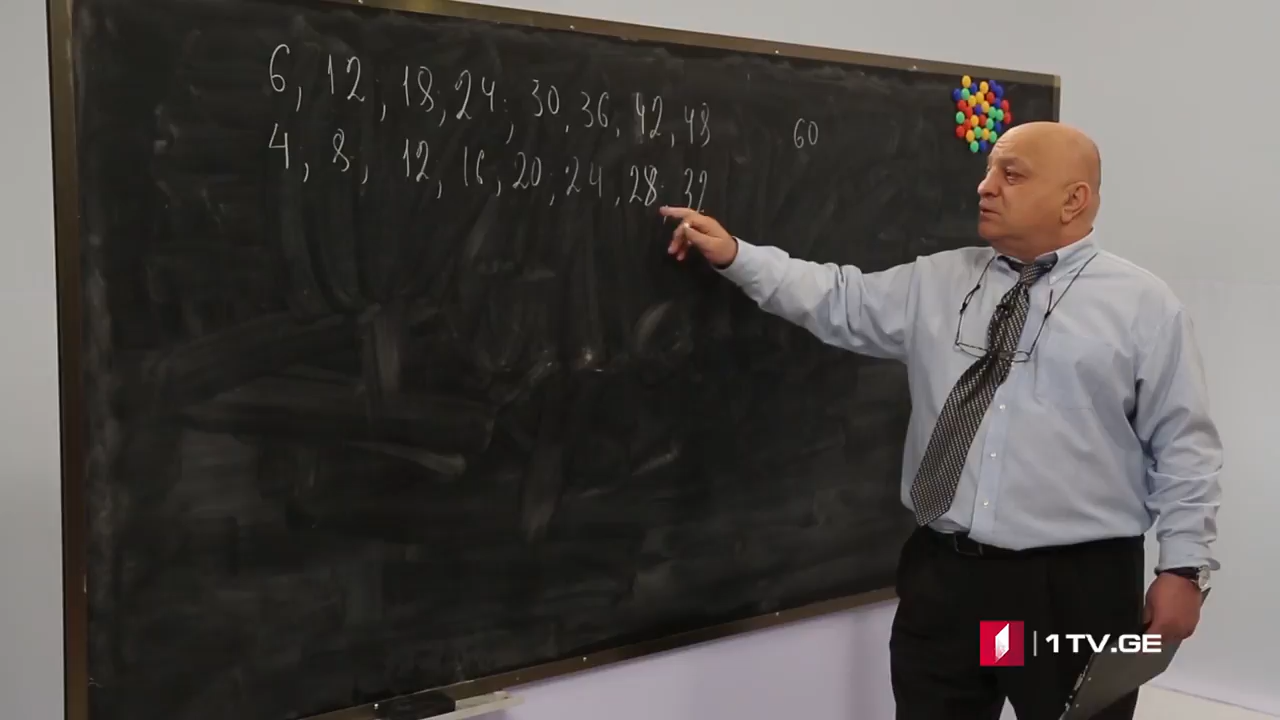 6, 12; 18; 24; 30, 36, 42, 48
60
4; 8; 12; 16; 20; 24; 28; 32
1TV.GE